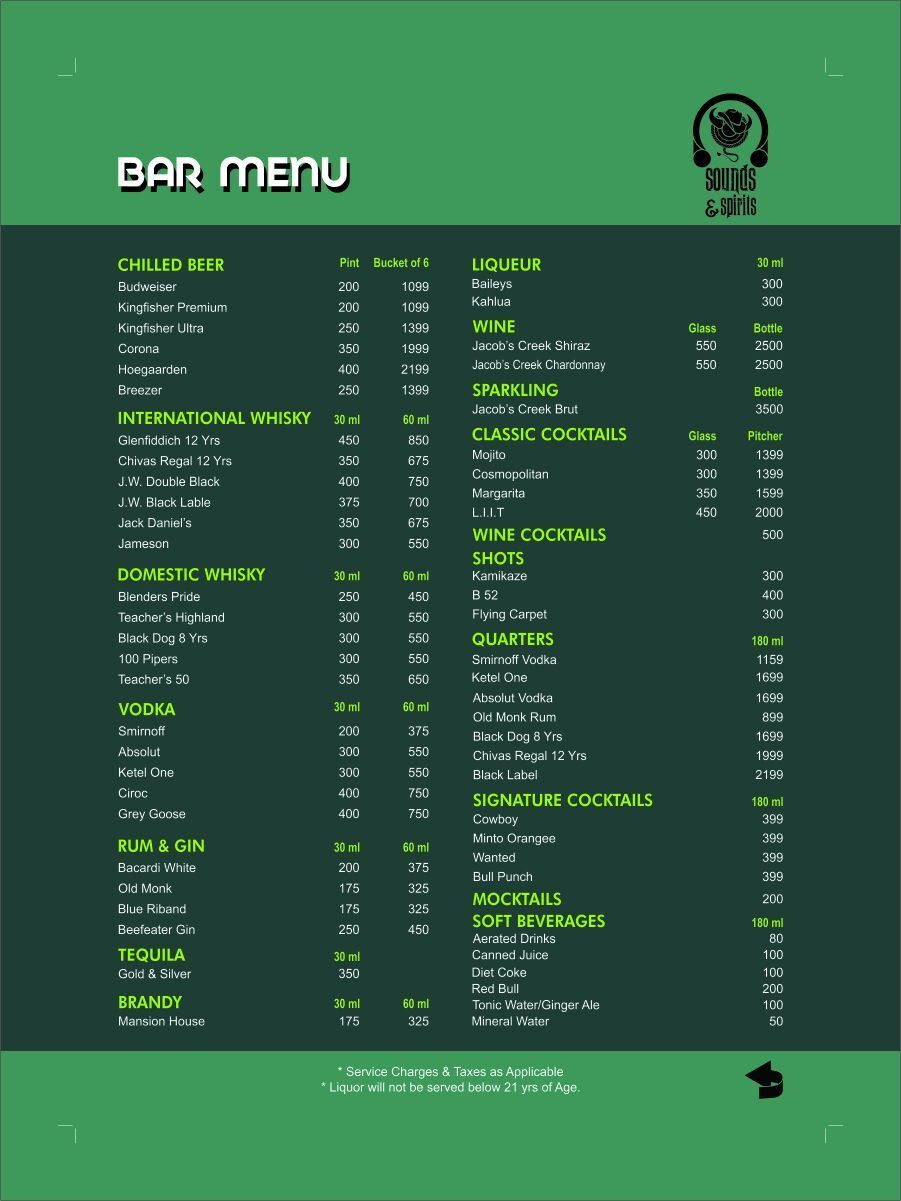 BAR MENU
SOUNDS
& SPIRITS
CHILLED BEER Pint Bucket of 6
Budweiser 200 1099
Kingfisher Premium 200 1099
Kingfisher Ultra 250 1399
Corona 350 1999
Hoegaarden 400 2199
Breezer 250 1399
INTERNATIONAL WHISKY 30 ml 60 ml
Glenfiddich 12 Yrs 450 850
Chivas Regal 12 Yrs 350 675
J.W. Double Black 400 750
J.W. Black Lable 375 700
Jack Daniel's 350 675
Jameson 300 550
DOMESTIC WHISKY 30 ml 60 ml
Blenders Pride 250 450
Teacher's Highland 300 550
Black Dog 8 Yrs 300 550
100 Pipers 300 550
Teacher's 50 350 650
VODKA 30 ml 60 ml
Smirnoff 200 375
Absolut 300 550
Ketel One 300 550
Ciroc 400 750
Grey Goose 400 750
RUM & GIN 30 ml 60 ml
Bacardi White 200 375
Old Monk 175 325
Blue Riband 175 325
Beefeater Gin 250 450
TEQUILA 30 ml
Gold & Silver 350
BRANDY 30 ml 60 ml
Mansion House 175 325
LIQUEUR 30 ml
Baileys 300
Kahlua 300
WINE Glass Bottle
Jacob's Creek Shiraz 550 2500
Jacob's Creek Chardonnay 550 2500
SPARKLING Bottle
Jacob's Creek Brut 3500
CLASSIC COCKTAILS Glass Pitcher
Mojito 300 1399
Cosmopolitan 300 1399
Margarita 350 1599
L.I.I.T 450 2000
WINE COCKTAILS 500
SHOTS
Kamikaze 300
B 52 400
Flying Carpet 300
QUARTERS 180 ml
Smirnoff Vodka 1159
Ketel One 1699
Absolut Vodka 1699
Old Monk Rum 899
Black Dog 8 Yrs 1699
Chivas Regal 12 Yrs 1999
Black Label 2199
SIGNATURE COCKTAILS 180 ml
Cowboy 399
Minto Orangee 399
Wanted 399
Bull Punch 399
MOCKTAILS 200
SOFT BEVERAGES 180 ml
Aerated Drinks 80
Canned Juice 100
Diet Coke 100
Red Bull 200
Tonic Water/Ginger Ale 100
Mineral Water 50
* Service Charges & Taxes as Applicable
* Liquor will not be served below 21 yrs of Age.